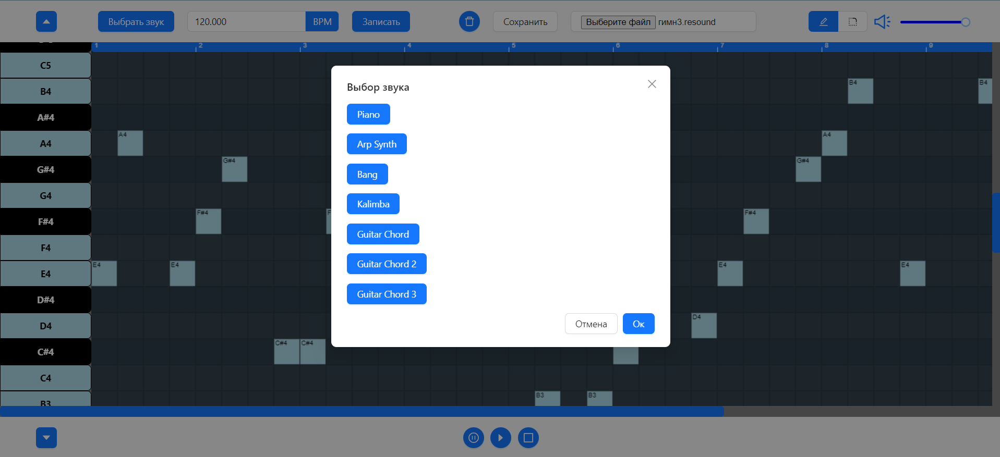 Выбрать звук 120.000 BPM Записать Сохранить Выберите файл гимн3.resound
1 2 3 4 5 6 7 8 9
C5
B4
A#4
A4
G#4
G4
F#4
F4
E4
D#4
D4
C#4
C4
B3
B4 B4
A4 A4
G#4 G#4
F#4 F F#4
E4 E4 E4 E4
D4
C#4 C#4
B3 B3
Выбор звука
Piano
Arp Synth
Bang
Kalimba
Guitar Chord
Guitar Chord 2
Guitar Chord 3
Отмена Ок